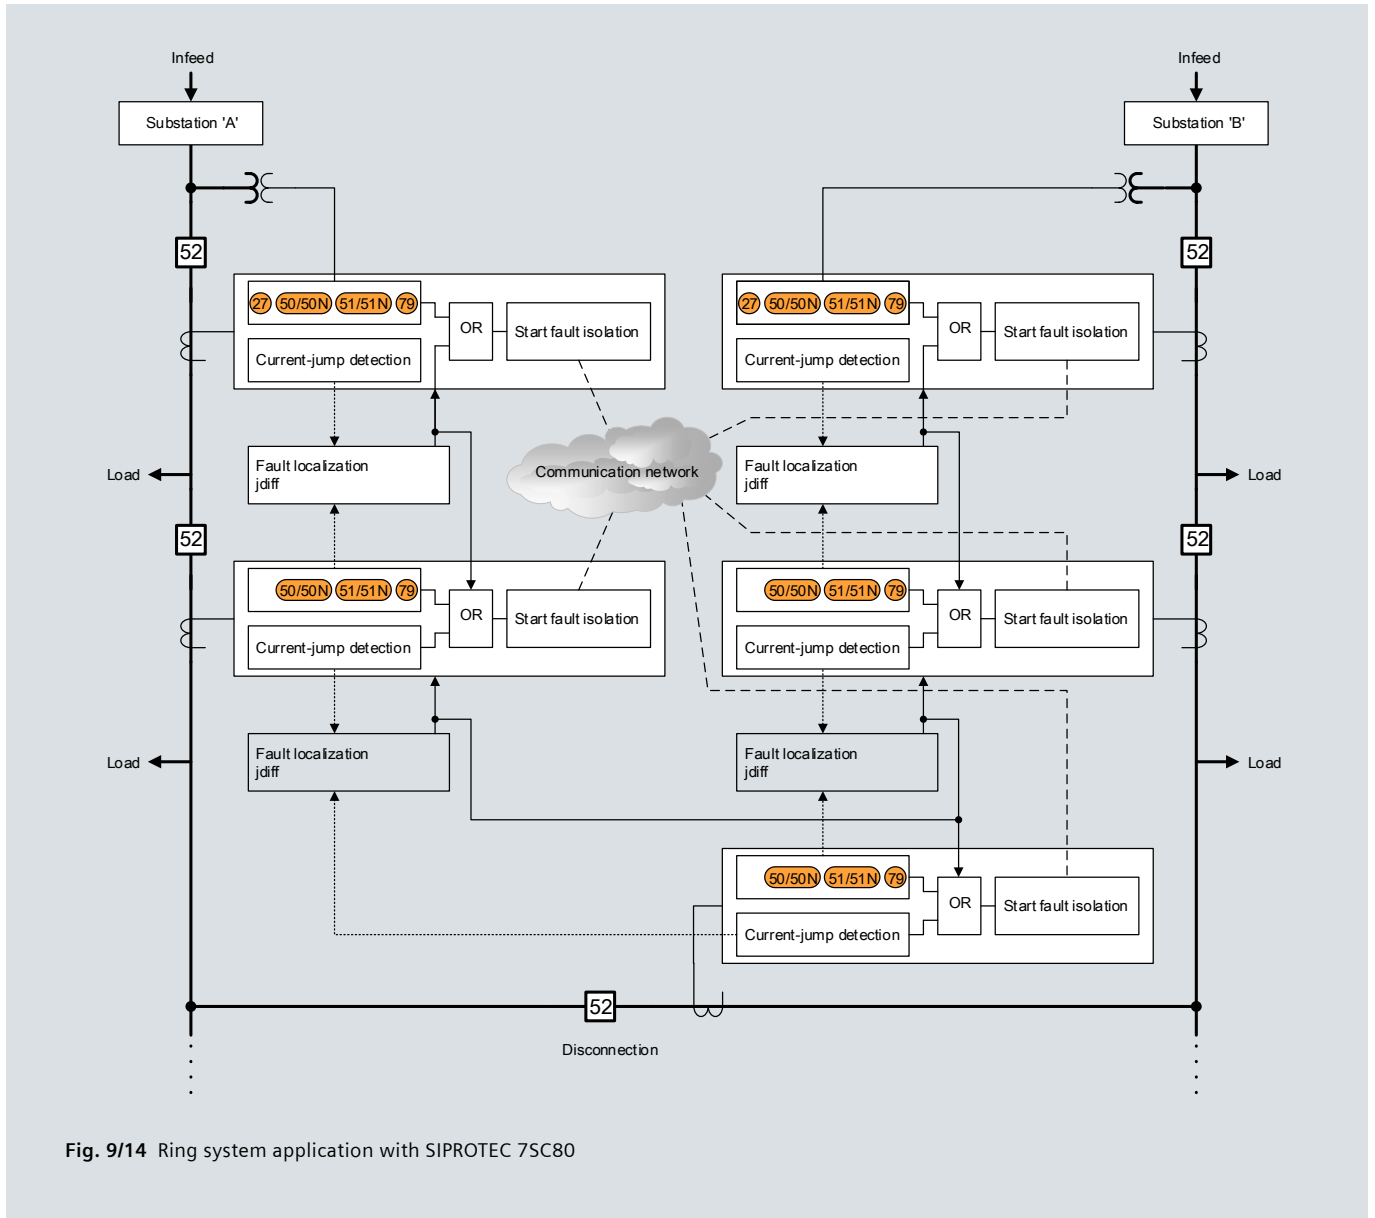 Infeed
Infeed
Substation 'A'
Substation 'B'
52
52
27 50/50N 51/51N 79
OR
Start fault isolation
Current-jump detection
27 50/50N 51/51N 79
OR
Start fault isolation
Current-jump detection
Load
Fault localization
jdiff
Communication network
Fault localization
jdiff
Load
52
52
50/50N 51/51N 79
OR
Start fault isolation
Current-jump detection
50/50N 51/51N 79
OR
Start fault isolation
Current-jump detection
Load
Fault localization
jdiff
Fault localization
jdiff
Load
50/50N 51/51N 79
OR
Start fault isolation
Current-jump detection
52
Disconnection
Fig. 9/14 Ring system application with SIPROTEC 7SC80